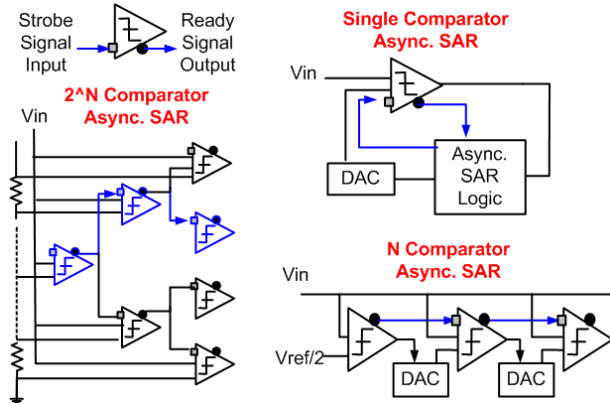 Strobe
Signal
Input
Ready
Signal
Output
2^N Comparator
Async. SAR
Vin
Single Comparator
Async. SAR
Vin
DAC
Async.
SAR
Logic
N Comparator
Async. SAR
Vin
Vref/2
DAC
DAC